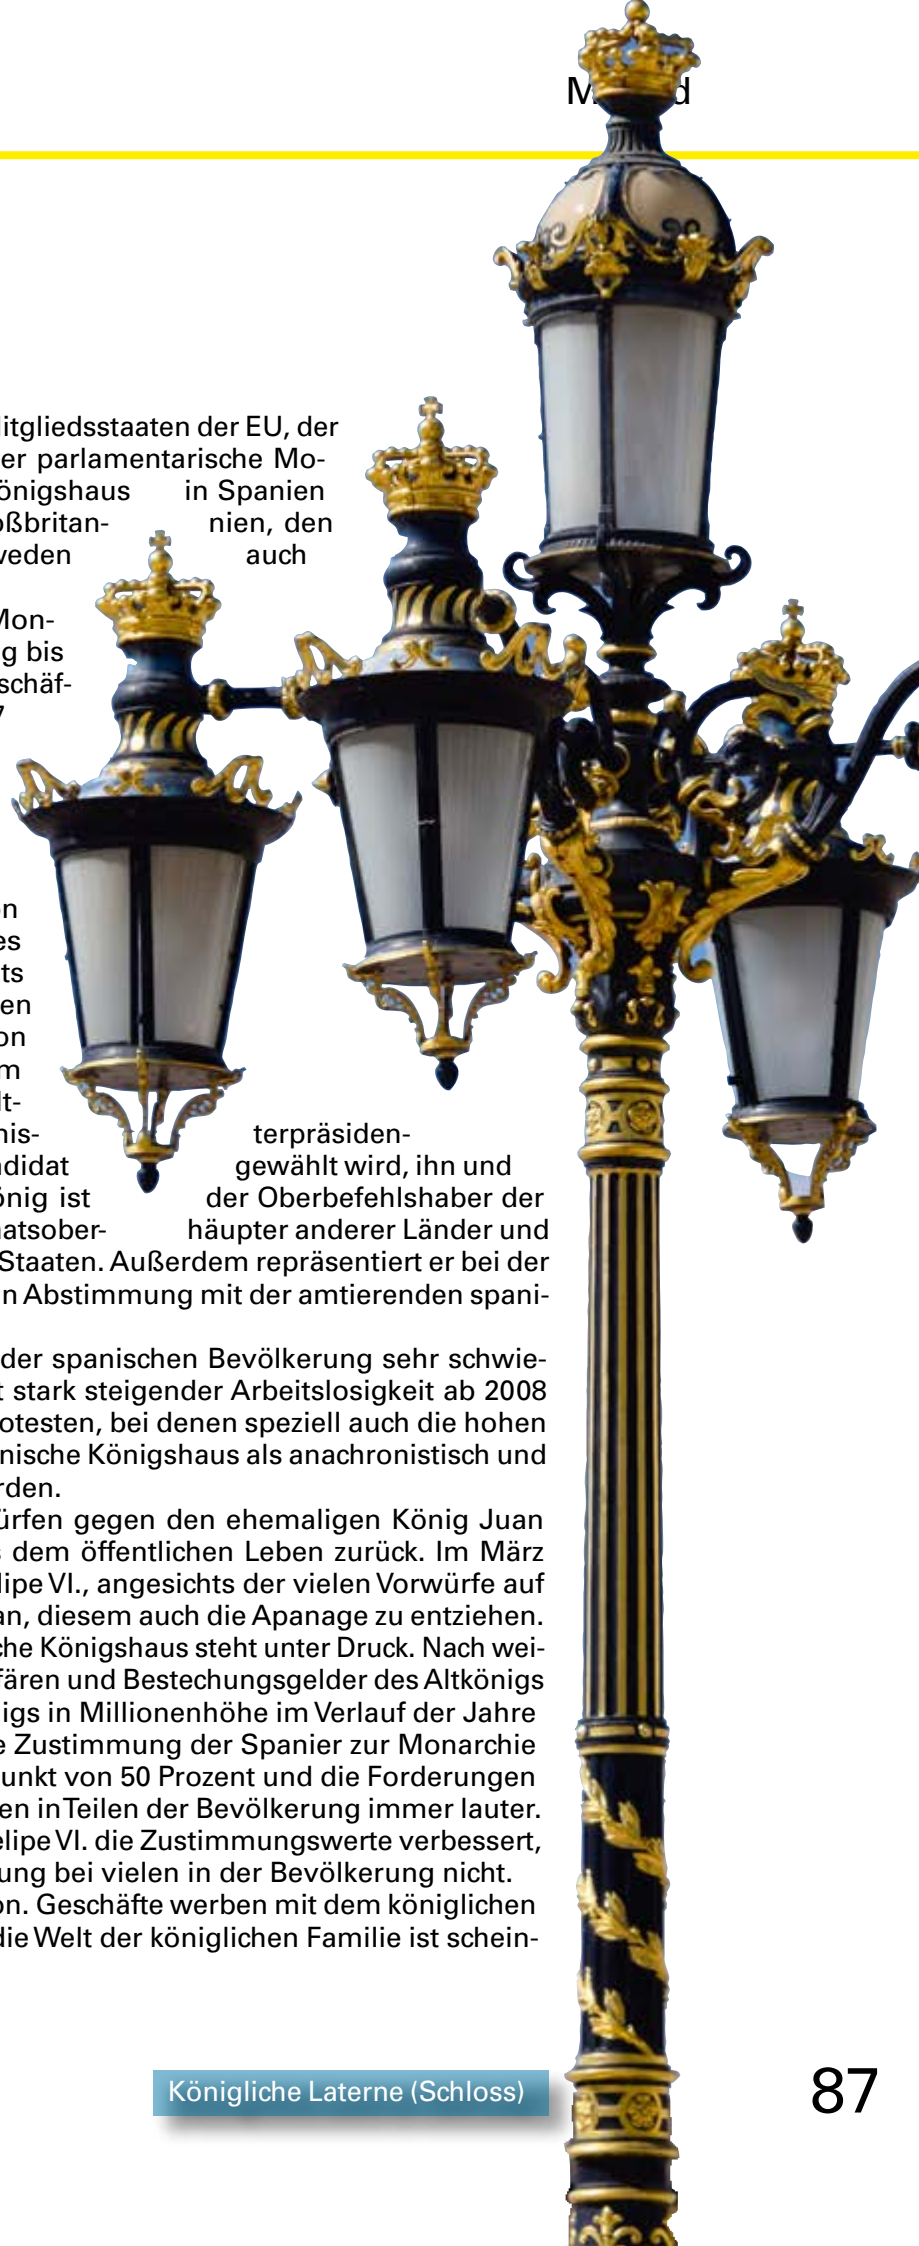 M d
itgliedsstaaten der EU, der
er parlamentarische Mo-
önigshaus in Spanien
oßbritan- nien, den
weden auch
Mon-
g bis
schäf-
7
on
es
ts
en
on
m
lt-
nis- terpräsiden-
didat gewählt wird, ihn und
önig ist der Oberbefehlshaber der
aatsober- häupter anderer Länder und
Staaten. Außerdem repräsentiert er bei der
n Abstimmung mit der amtierenden spani-
der spanischen Bevölkerung sehr schwie-
t stark steigender Arbeitslosigkeit ab 2008
otesten, bei denen speziell auch die hohen
nische Königshaus als anachronistisch und
rden.
ürfen gegen den ehemaligen König Juan
s dem öffentlichen Leben zurück. Im März
lipe VI., angesichts der vielen Vorwürfe auf
an, diesem auch die Apanage zu entziehen.
che Königshaus steht unter Druck. Nach wei-
fären und Bestechungsgelder des Altkönigs
igs in Millionenhöhe im Verlauf der Jahre
e Zustimmung der Spanier zur Monarchie
unkt von 50 Prozent und die Forderungen
en in Teilen der Bevölkerung immer lauter.
elipe VI. die Zustimmungswerte verbessert,
ung bei vielen in der Bevölkerung nicht.
on. Geschäfte werben mit dem königlichen
die Welt der königlichen Familie ist schein-
Königliche Laterne (Schloss)
87